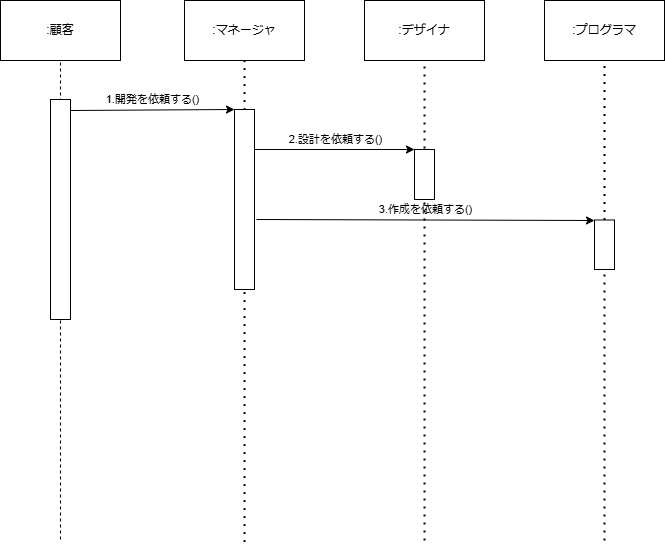 :顧客
:マネージャ
:デザイナ
:プログラマ
1.開発を依頼する()
2.設計を依頼する()
3.作成を依頼する()